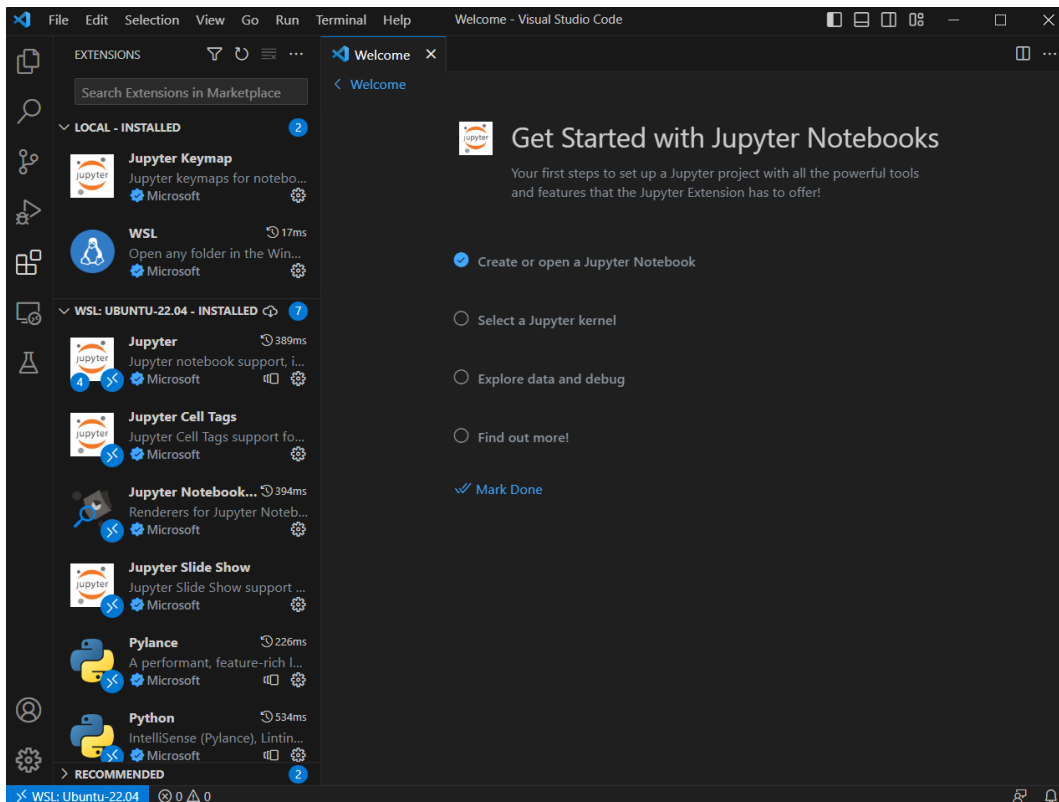 File Edit Selection View Go Run Terminal Help Welcome - Visual Studio Code
EXTENSIONS
Welcome
Welcome
Search Extensions in Marketplace
LOCAL - INSTALLED 2
Jupyter Keymap
Jupyter keymaps for notebo...
Microsoft
WSL 17ms
Open any folder in the Win...
Microsoft
WSL: UBUNTU-22.04 - INSTALLED 7
Jupyter 389ms
Jupyter notebook support, i...
4 Microsoft
Jupyter Cell Tags
Jupyter Cell Tags support fo...
Microsoft
Jupyter Notebook... 394ms
Renderers for Jupyter Noteb...
Microsoft
Jupyter Slide Show
Jupyter Slide Show support ...
Microsoft
Pylance 226ms
A performant, feature-rich l...
Microsoft
Python 534ms
IntelliSense (Pylance), Lintin...
Microsoft
RECOMMENDED 2
jupyter
Get Started with Jupyter Notebooks
Your first steps to set up a Jupyter project with all the powerful tools
and features that the Jupyter Extension has to offer!
Create or open a Jupyter Notebook
Select a Jupyter kernel
Explore data and debug
Find out more!
Mark Done
WSL: Ubuntu-22.04 0 0